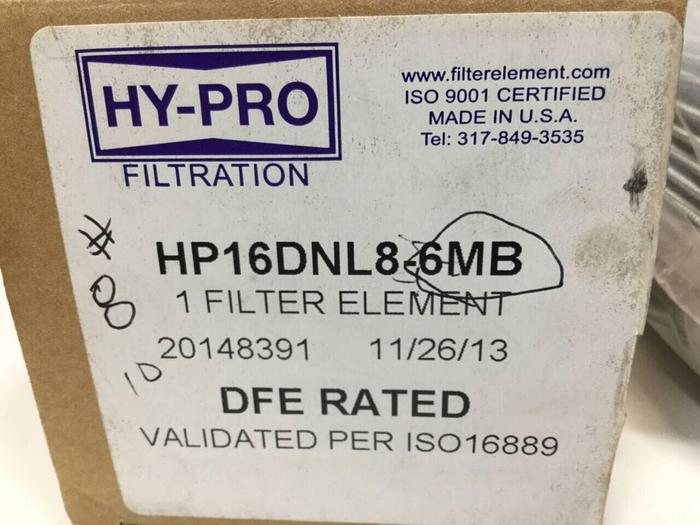 HY-PRO
FILTRATION
www.filterelement.com
ISO 9001 CERTIFIED
MADE IN U.S.A.
Tel: 317-849-3535
HP16DNL8-6MB
1 FILTER ELEMENT
20148391 11/26/13
DFE RATED
VALIDATED PER ISO16889
#8
10